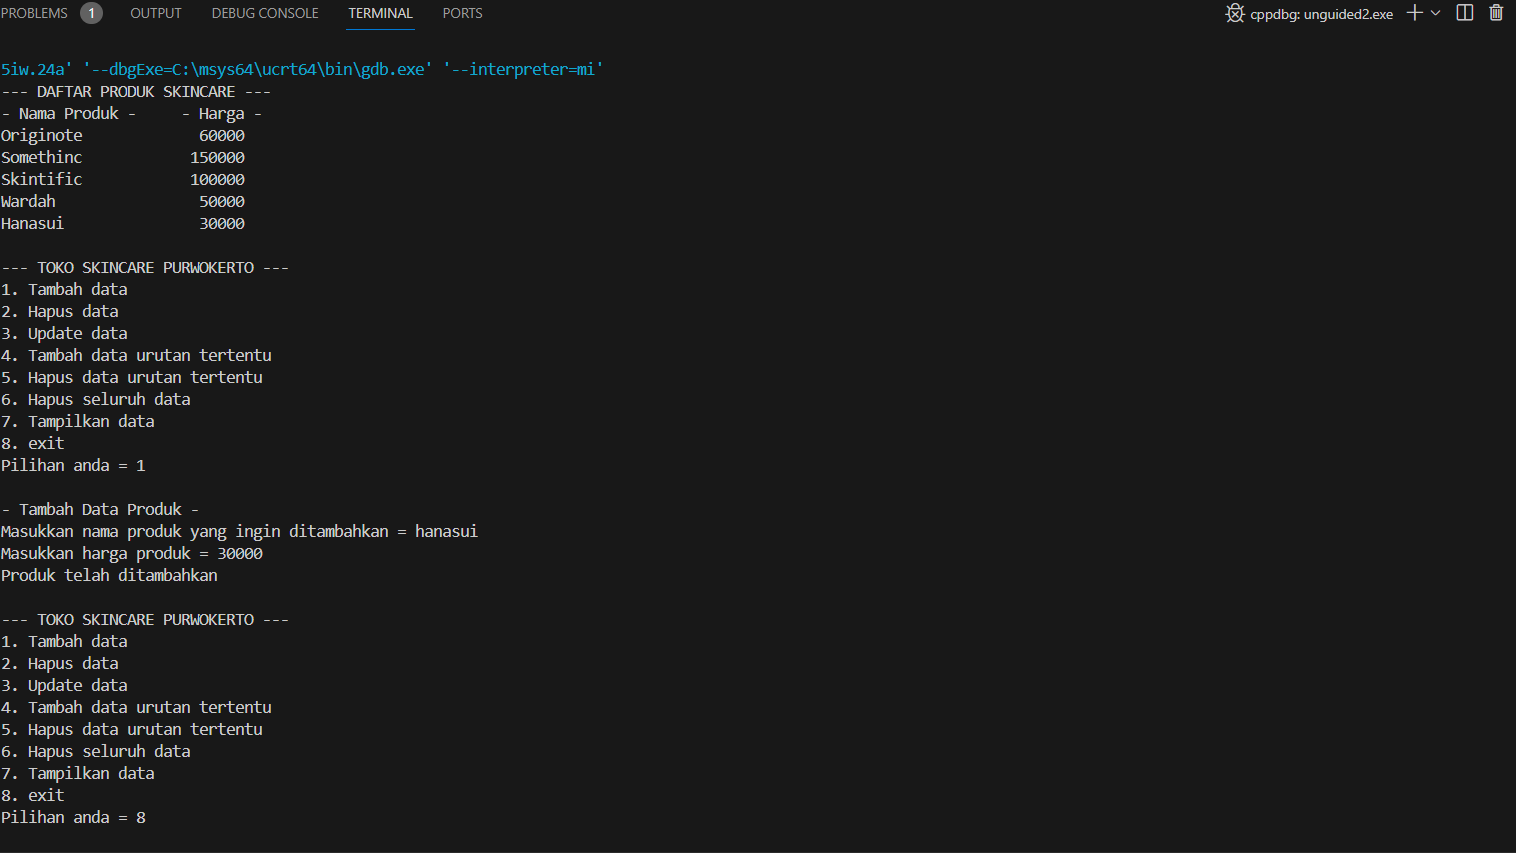 PROBLEMS 1 OUTPUT DEBUG CONSOLE TERMINAL PORTS cppdbg: unguided2.exe
5iw.24a' '--dbgExe=C:\msys64\ucrt64\bin\gdb.exe' '--interpreter=mi'
--- DAFTAR PRODUK SKINCARE ---
- Nama Produk -     - Harga -
Originote             60000
Somethinc            150000
Skintific            100000
Wardah                50000
Hanasui               30000
--- TOKO SKINCARE PURWOKERTO ---
1. Tambah data
2. Hapus data
3. Update data
4. Tambah data urutan tertentu
5. Hapus data urutan tertentu
6. Hapus seluruh data
7. Tampilkan data
8. exit
Pilihan anda = 1
- Tambah Data Produk -
Masukkan nama produk yang ingin ditambahkan = hanasui
Masukkan harga produk = 30000
Produk telah ditambahkan
--- TOKO SKINCARE PURWOKERTO ---
1. Tambah data
2. Hapus data
3. Update data
4. Tambah data urutan tertentu
5. Hapus data urutan tertentu
6. Hapus seluruh data
7. Tampilkan data
8. exit
Pilihan anda = 8